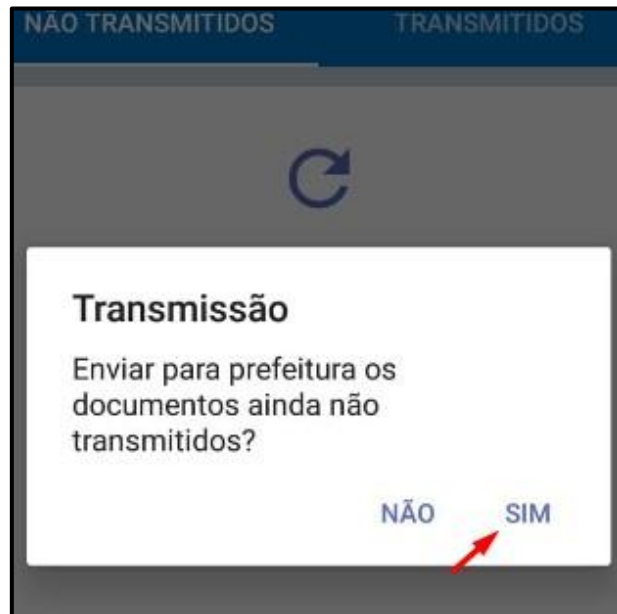 NÃO TRANSMITIDOS TRANSMITIDOS
Transmissão
Enviar para prefeitura os
documentos ainda não
transmitidos?
NÃO SIM